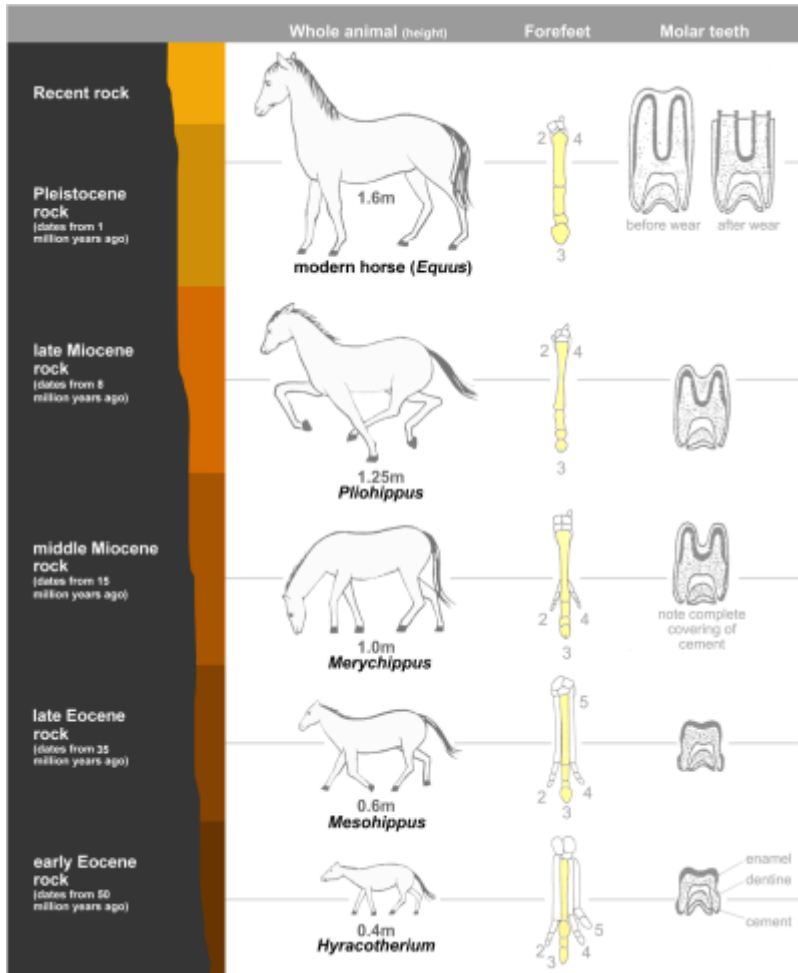 Whole animal (height)
Forefeet
Molar teeth
Recent rock
2
4
3
1.6m
modern horse (Equus)
before wear
after wear
Pleistocene
rock
(dates from 1
million years ago)
late Miocene
rock
(dates from 8
million years ago)
1.25m
Pliohippus
2
4
3
middle Miocene
rock
(dates from 15
million years ago)
1.0m
Merychippus
2
4
3
note complete
covering of
cement
late Eocene
rock
(dates from 35
million years ago)
0.6m
Mesohippus
5
2
4
3
early Eocene
rock
(dates from 50
million years ago)
0.4m
Hyracotherium
5
2
4
3
enamel
dentine
cement